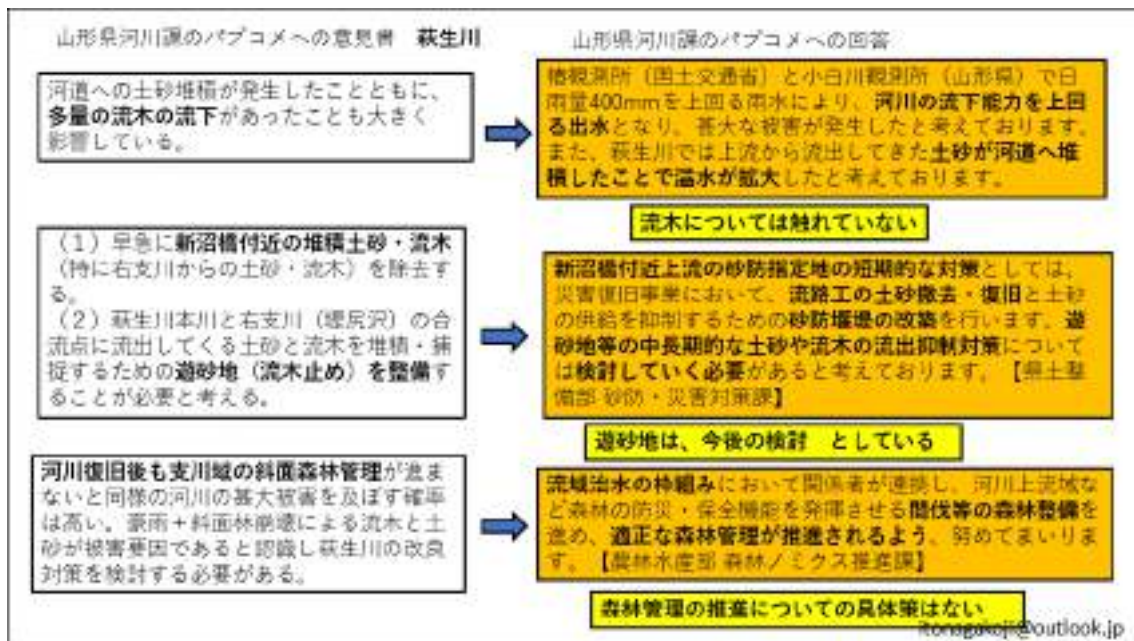 山形県河川課のパブコメへの意見書　萩生川
山形県河川課のパブコメへの回答
河道への土砂堆積が発生したことともに、
多量の流木の流下があったことも大きく
影響している。
椿観測所（国土交通省）と小白川観測所（山形県）で日
雨量400mmを上回る雨水により、河川の流下能力を上回
る出水となり、甚大な被害が発生したと考えております。
また、萩生川では上流から流出してきた土砂が河道へ堆
積したことで溢水が拡大したと考えております。
流木については触れていない
（１）早急に新沼橋付近の堆積土砂・流木
（特に右支川からの土砂・流木）を除去す
る。
（２）萩生川本川と右支川（堰尻沢）の合
流点に流出してくる土砂と流木を堆積・捕
捉するための遊砂地（流木止め）を整備す
ることが必要と考える。
新沼橋付近上流の砂防指定地の短期的な対策としては、
災害復旧事業において、流路工の土砂撤去・復旧と土砂
の供給を抑制するための砂防堰堤の改築を行います。遊
砂地等の中長期的な土砂や流木の流出抑制対策について
は検討していく必要があると考えております。【県土整
備部 砂防・災害対策課】
遊砂地は、今後の検討　としている
河川復旧後も支川域の斜面森林管理が進ま
ないと同様の河川の甚大被害を及ぼす確率
は高い。豪雨＋斜面林崩壊による流木と土
砂が被害要因であると認識し萩生川の改良
対策を検討する必要がある。
流域治水の枠組みにおいて関係者が連携し、河川上流域な
ど森林の防災・保全機能を発揮させる間伐等の森林整備を
進め、適正な森林管理が推進されるよう、努めてまいりま
す。【農林水産部 森林ノミクス推進課】
森林管理の推進についての具体策はない
itonagakoji@outlook.jp